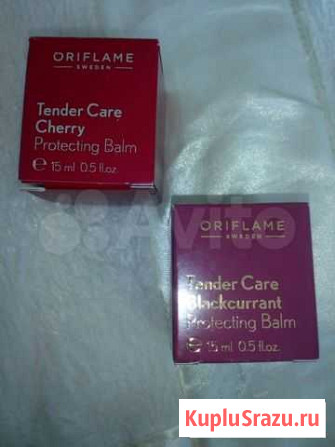 ORIFLAME
SWEDEN
Tender Care
Cherry
Protecting Balm
e 15 ml 0.5 fl.oz.
ORIFLAME
SWEDEN
Tender Care
Blackcurrant
Protecting Balm
e 15 ml 0.5 fl.oz.
Avito
KupluSrazu.ru